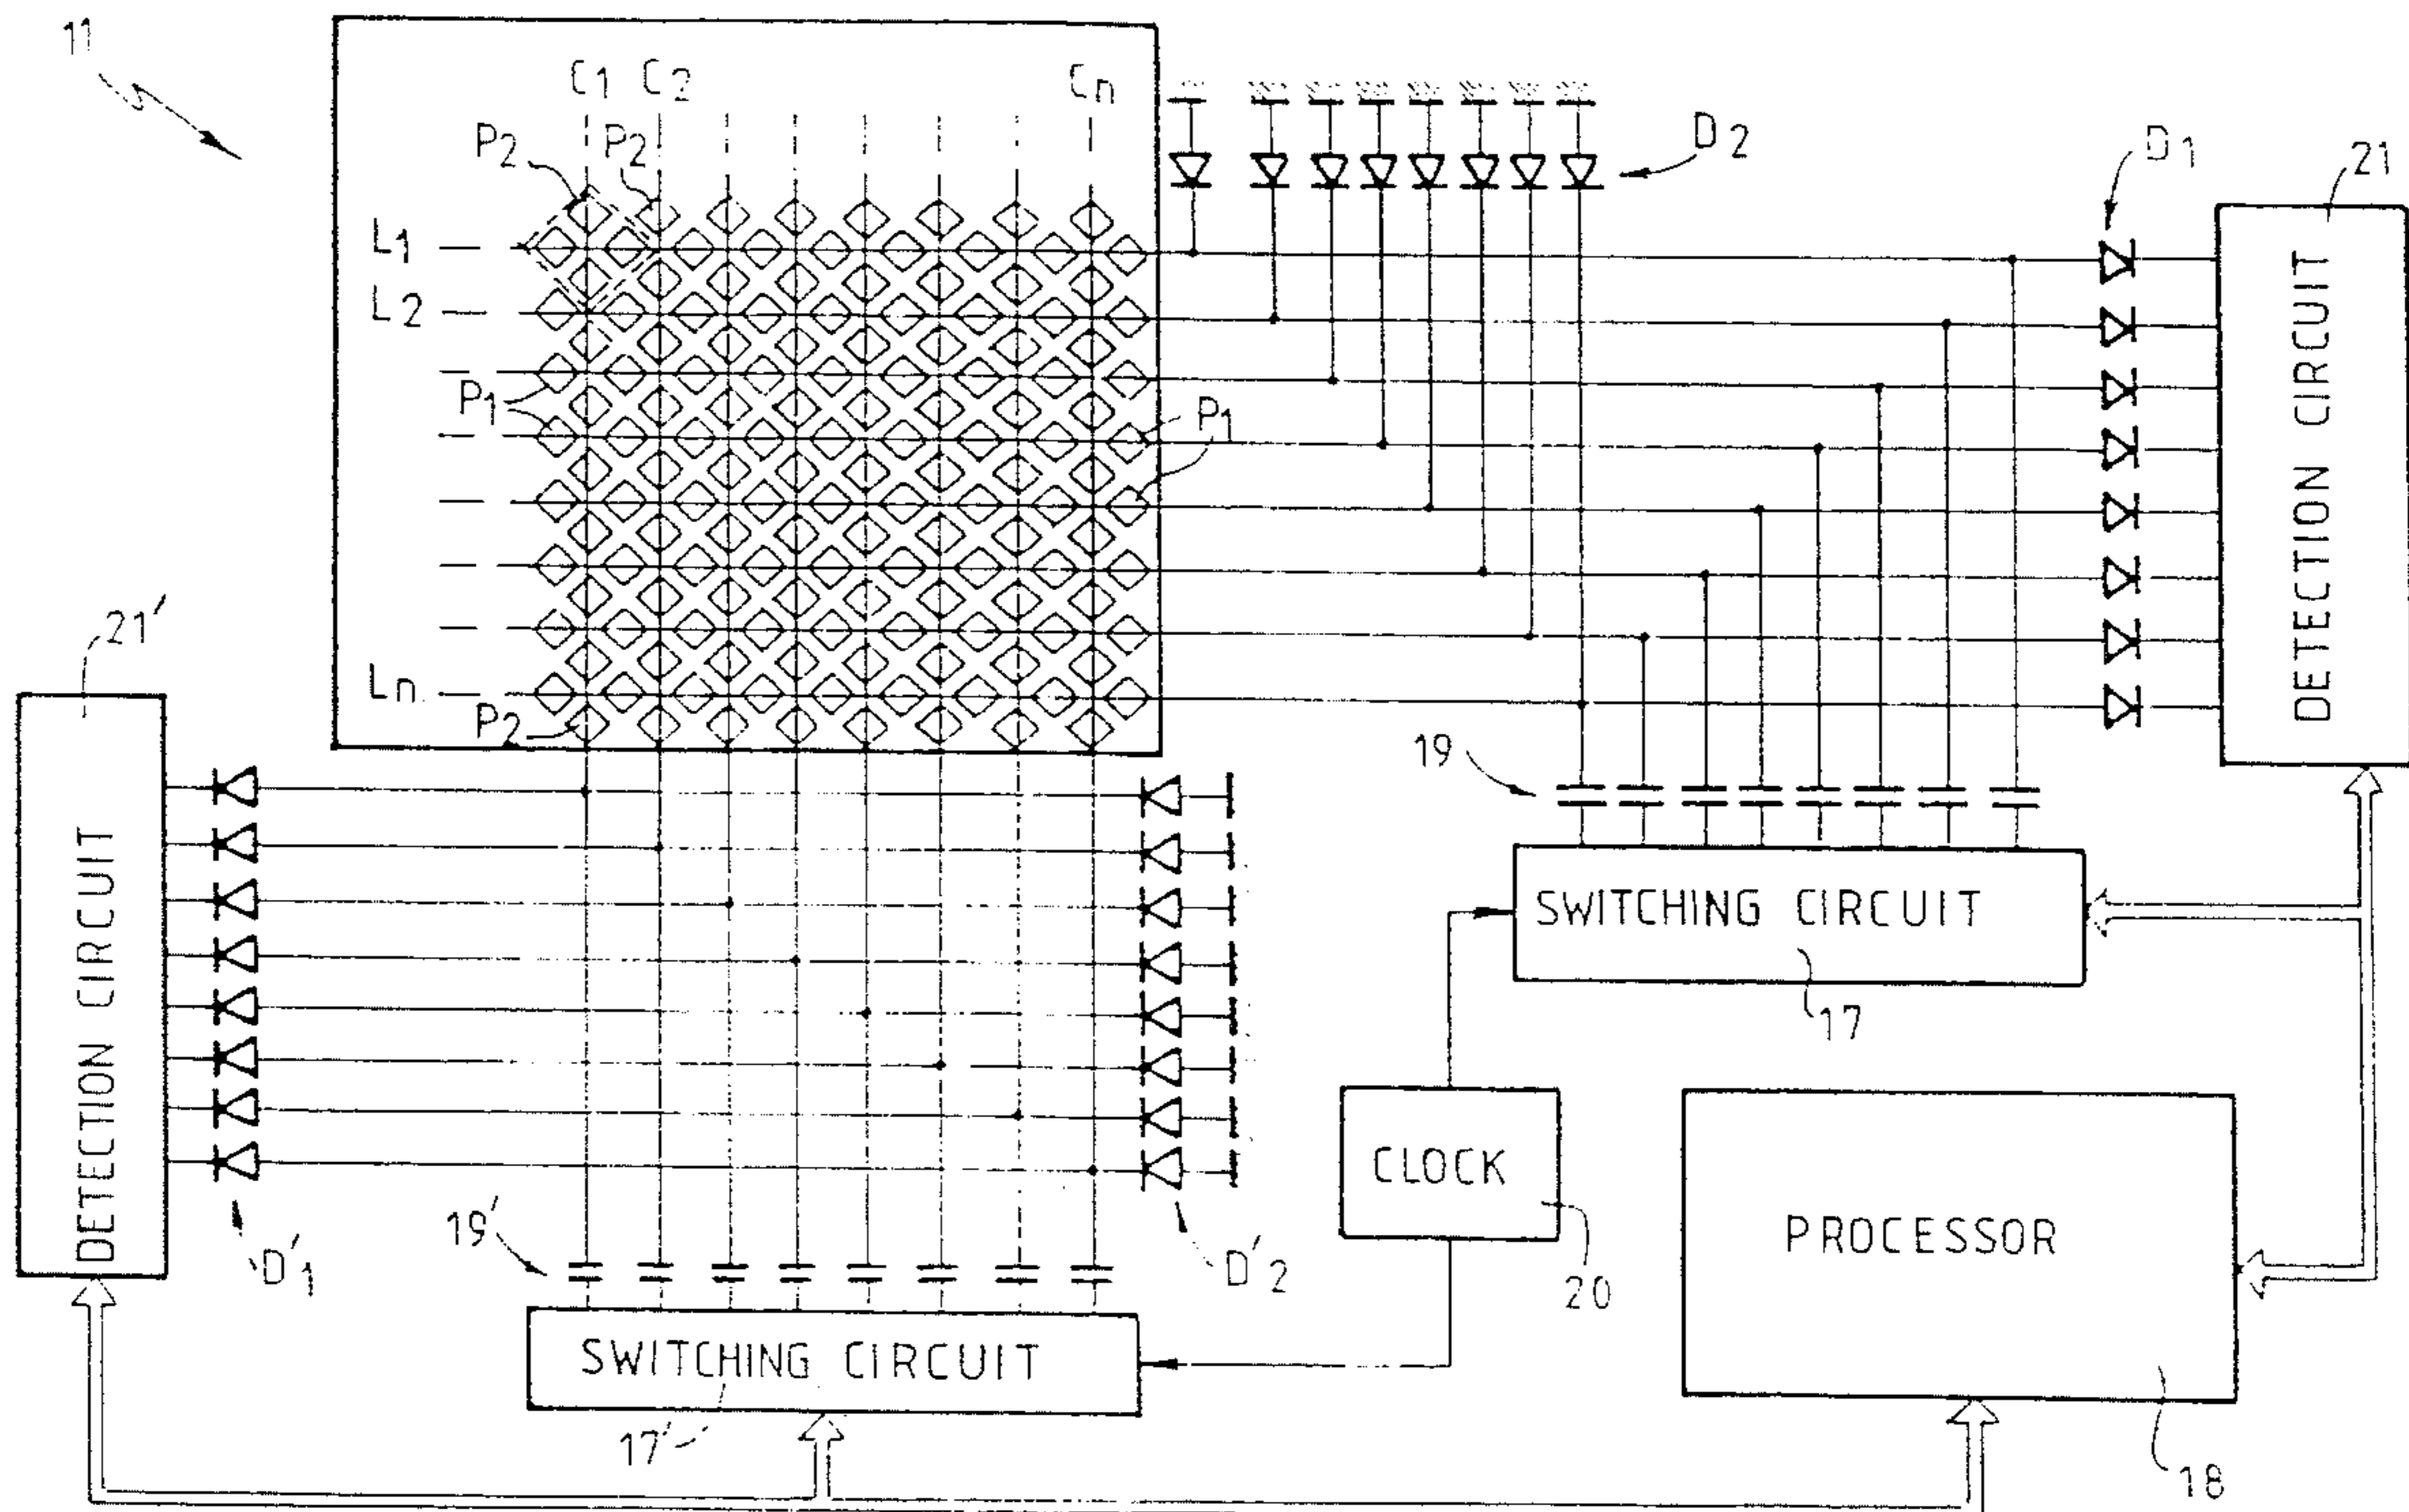 11
C1 C2 Cn
P2 P2
D2
D1
21
L1
L2
P1
P1
Ln
P2
DETECTION CIRCUIT
21'
19
DETECTION CIRCUIT
SWITCHING CIRCUIT
17
CLOCK
20
PROCESSOR
18
D'1
19'
D'2
SWITCHING CIRCUIT
17'